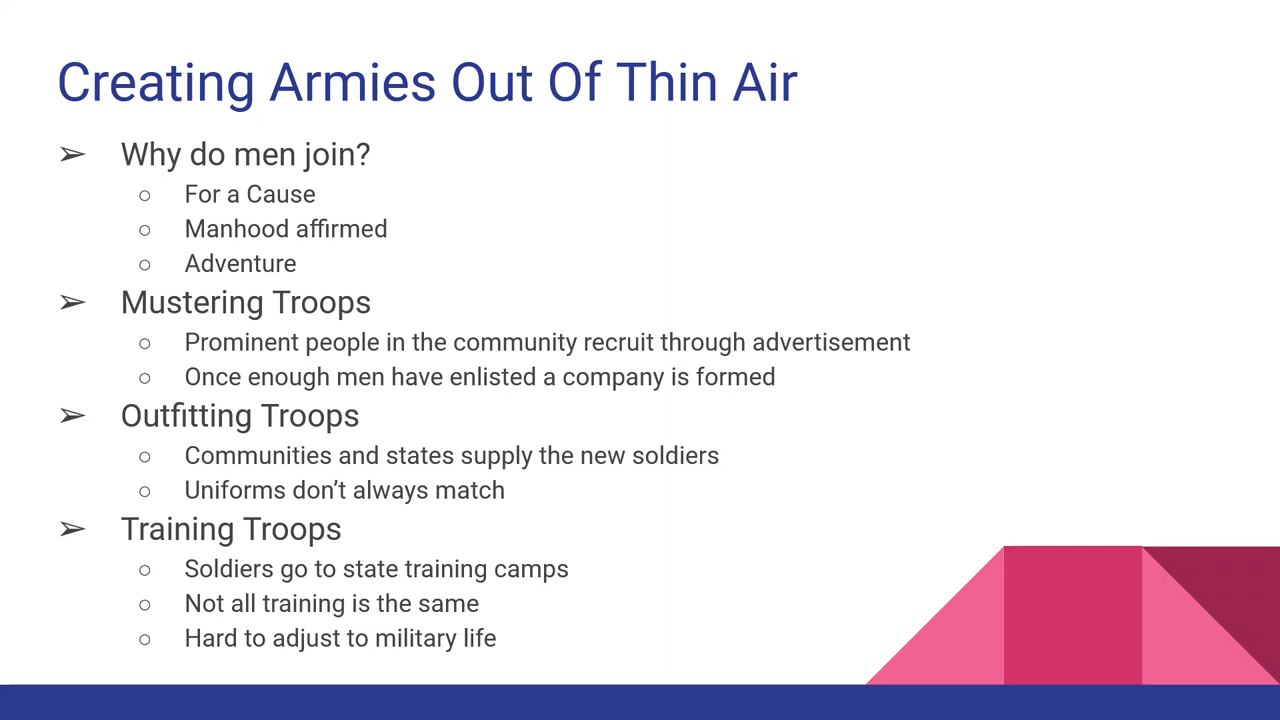 Creating Armies Out Of Thin Air
➢ Why do men join?
○ For a Cause
○ Manhood affirmed
○ Adventure
➢ Mustering Troops
○ Prominent people in the community recruit through advertisement
○ Once enough men have enlisted a company is formed
➢ Outfitting Troops
○ Communities and states supply the new soldiers
○ Uniforms don’t always match
➢ Training Troops
○ Soldiers go to state training camps
○ Not all training is the same
○ Hard to adjust to military life